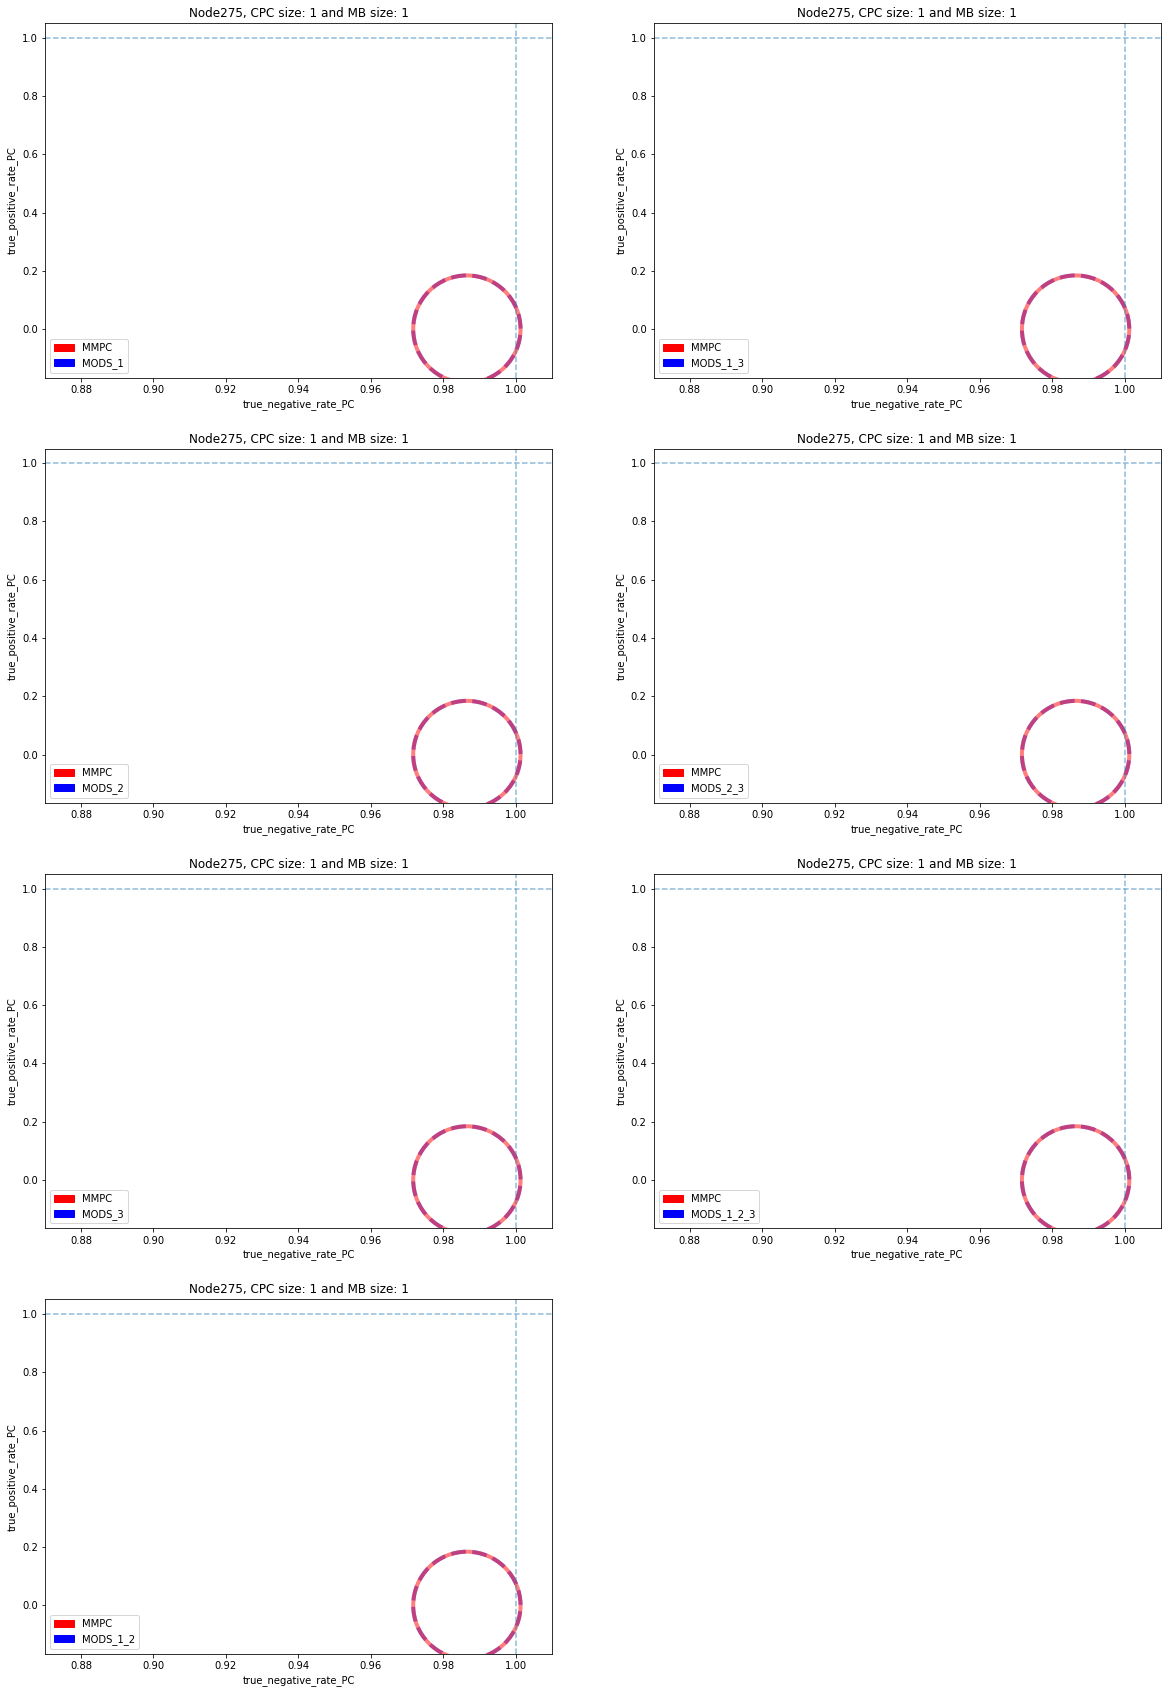 Node275, CPC size: 1 and MB size: 1
1.0
0.8
0.6
0.4
0.2
0.0
true_positive_rate_PC
MMPC
MODS_1
0.88 0.90 0.92 0.94 0.96 0.98 1.00
true_negative_rate_PC
Node275, CPC size: 1 and MB size: 1
1.0
0.8
0.6
0.4
0.2
0.0
true_positive_rate_PC
MMPC
MODS_1_3
0.88 0.90 0.92 0.94 0.96 0.98 1.00
true_negative_rate_PC
Node275, CPC size: 1 and MB size: 1
1.0
0.8
0.6
0.4
0.2
0.0
true_positive_rate_PC
MMPC
MODS_2
0.88 0.90 0.92 0.94 0.96 0.98 1.00
true_negative_rate_PC
Node275, CPC size: 1 and MB size: 1
1.0
0.8
0.6
0.4
0.2
0.0
true_positive_rate_PC
MMPC
MODS_2_3
0.88 0.90 0.92 0.94 0.96 0.98 1.00
true_negative_rate_PC
Node275, CPC size: 1 and MB size: 1
1.0
0.8
0.6
0.4
0.2
0.0
true_positive_rate_PC
MMPC
MODS_3
0.88 0.90 0.92 0.94 0.96 0.98 1.00
true_negative_rate_PC
Node275, CPC size: 1 and MB size: 1
1.0
0.8
0.6
0.4
0.2
0.0
true_positive_rate_PC
MMPC
MODS_1_2_3
0.88 0.90 0.92 0.94 0.96 0.98 1.00
true_negative_rate_PC
Node275, CPC size: 1 and MB size: 1
1.0
0.8
0.6
0.4
0.2
0.0
true_positive_rate_PC
MMPC
MODS_1_2
0.88 0.90 0.92 0.94 0.96 0.98 1.00
true_negative_rate_PC